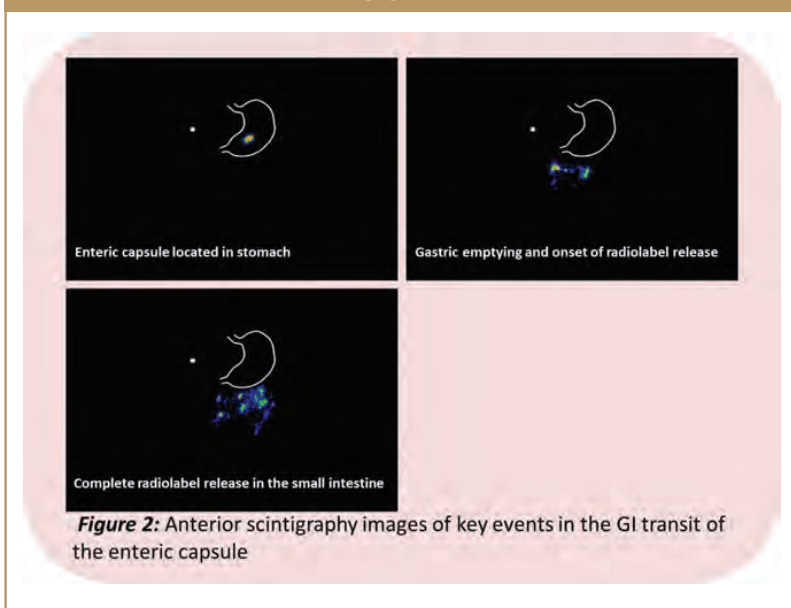 Enteric capsule located in stomach
Gastric emptying and onset of radiolabel release
Complete radiolabel release in the small intestine
Figure 2: Anterior scintigraphy images of key events in the GI transit of
the enteric capsule